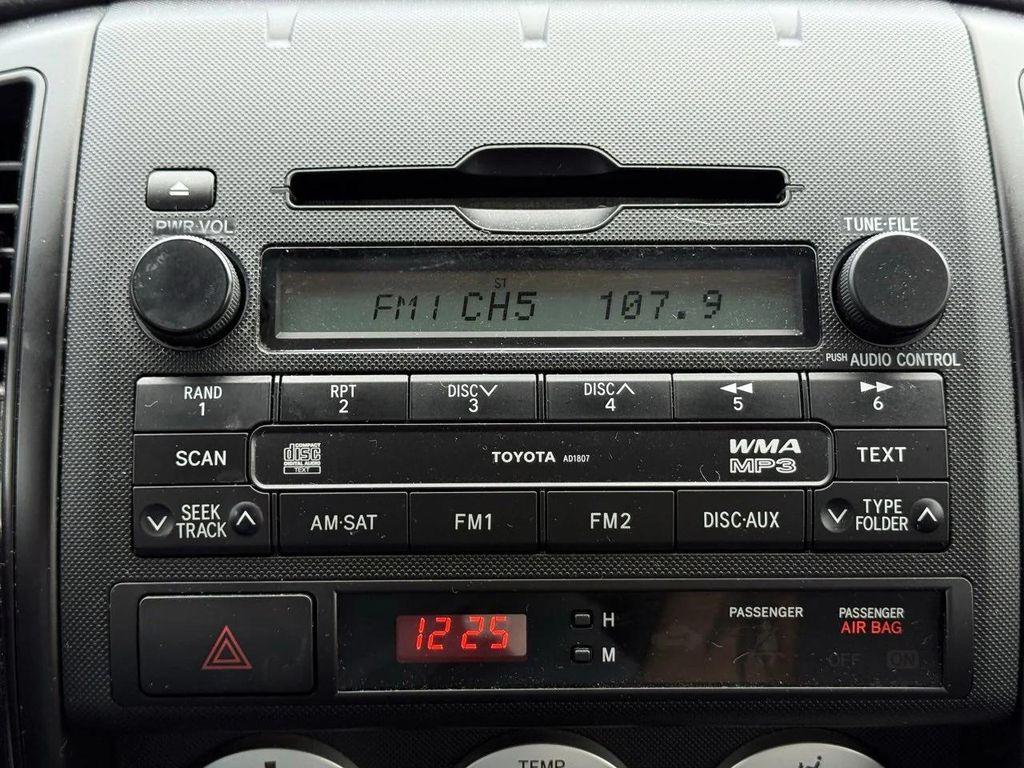 PWR·VOL
TUNE·FILE
ST
FM1 CH5 107.9
PUSH AUDIO CONTROL
RAND 1
RPT 2
DISC 3
DISC 4
5
6
SCAN
COMPACT disc DIGITAL AUDIO TEXT
TOYOTA AD1807
WMA
MP3
TEXT
SEEK
TRACK
AM·SAT
FM1
FM2
DISC·AUX
TYPE
FOLDER
12 25
H
M
PASSENGER
PASSENGER
AIR BAG
OFF
ON
TEMP